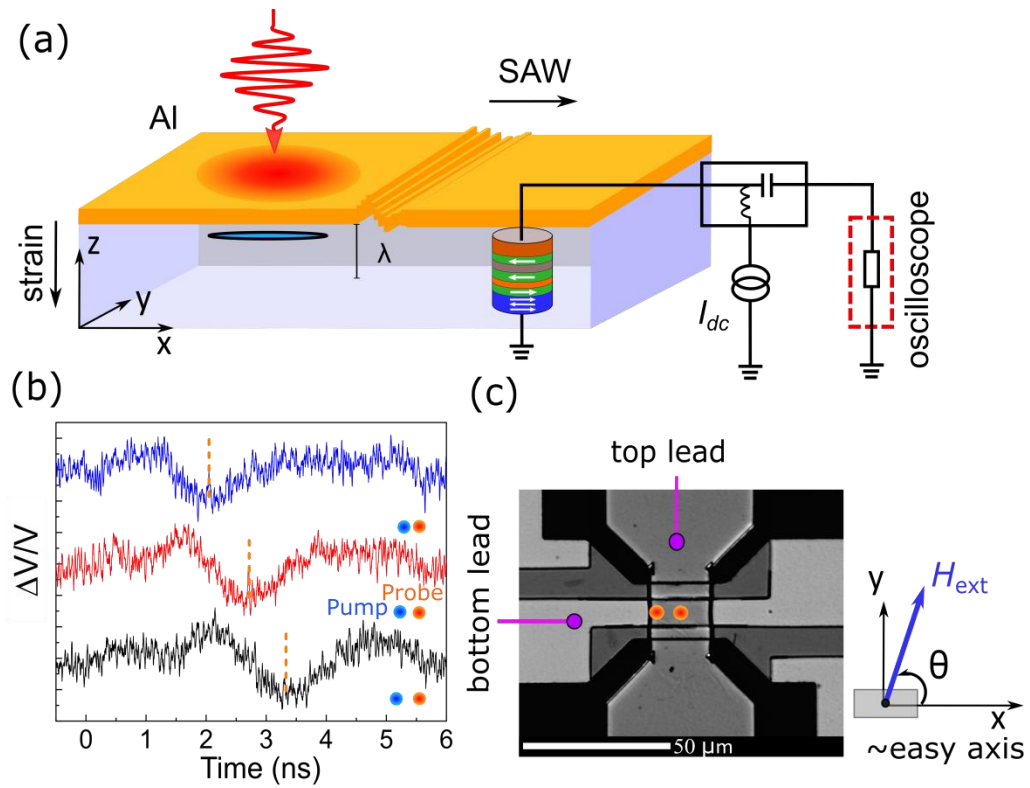 (a)
SAW
Al
strain
z
y
x
λ
I_dc
oscilloscope
(b)
ΔV/V
Probe
Pump
0 1 2 3 4 5 6
Time (ns)
(c)
top lead
bottom lead
50 μm
y
H_ext
θ
x
~easy axis